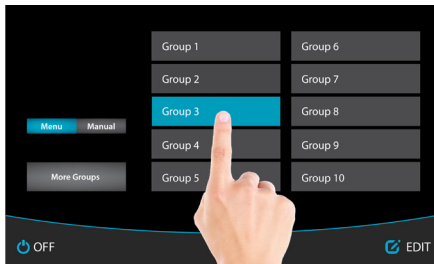 Group 1
Group 6
Group 2
Group 7
Group 3
Group 8
Menu
Manual
Group 4
Group 9
More Groups
Group 5
Group 10
OFF
EDIT